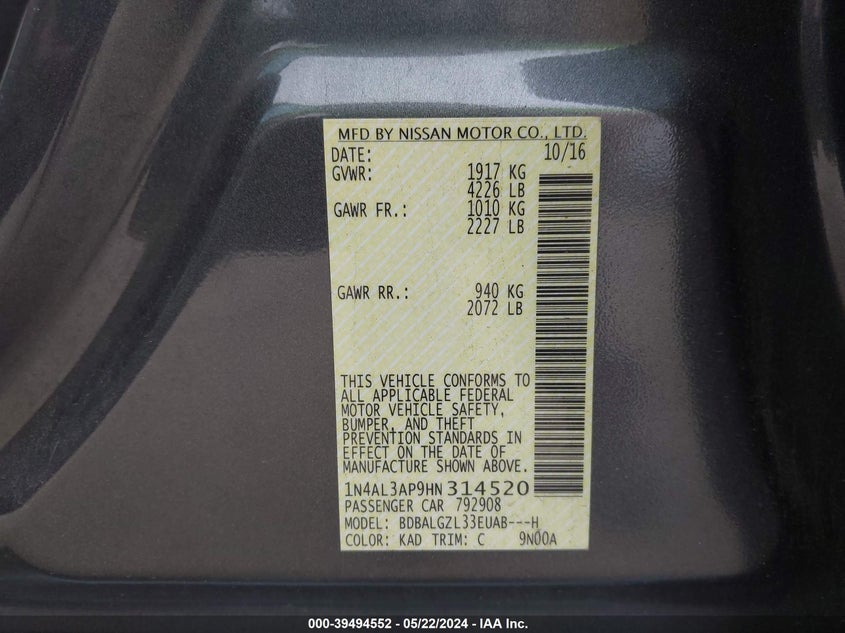 MFD BY NISSAN MOTOR CO., LTD.
DATE: 10/16
GVWR: 1917 KG
4226 LB
GAWR FR.: 1010 KG
2227 LB
GAWR RR.: 940 KG
2072 LB
THIS VEHICLE CONFORMS TO
ALL APPLICABLE FEDERAL
MOTOR VEHICLE SAFETY,
BUMPER, AND THEFT
PREVENTION STANDARDS IN
EFFECT ON THE DATE OF
MANUFACTURE SHOWN ABOVE.
1N4AL3AP9HN314520
PASSENGER CAR 792908
MODEL: BDBALGZL33EUAB---H
COLOR: KAD TRIM: C 9N00A
000-39494552 - 05/22/2024 - IAA Inc.